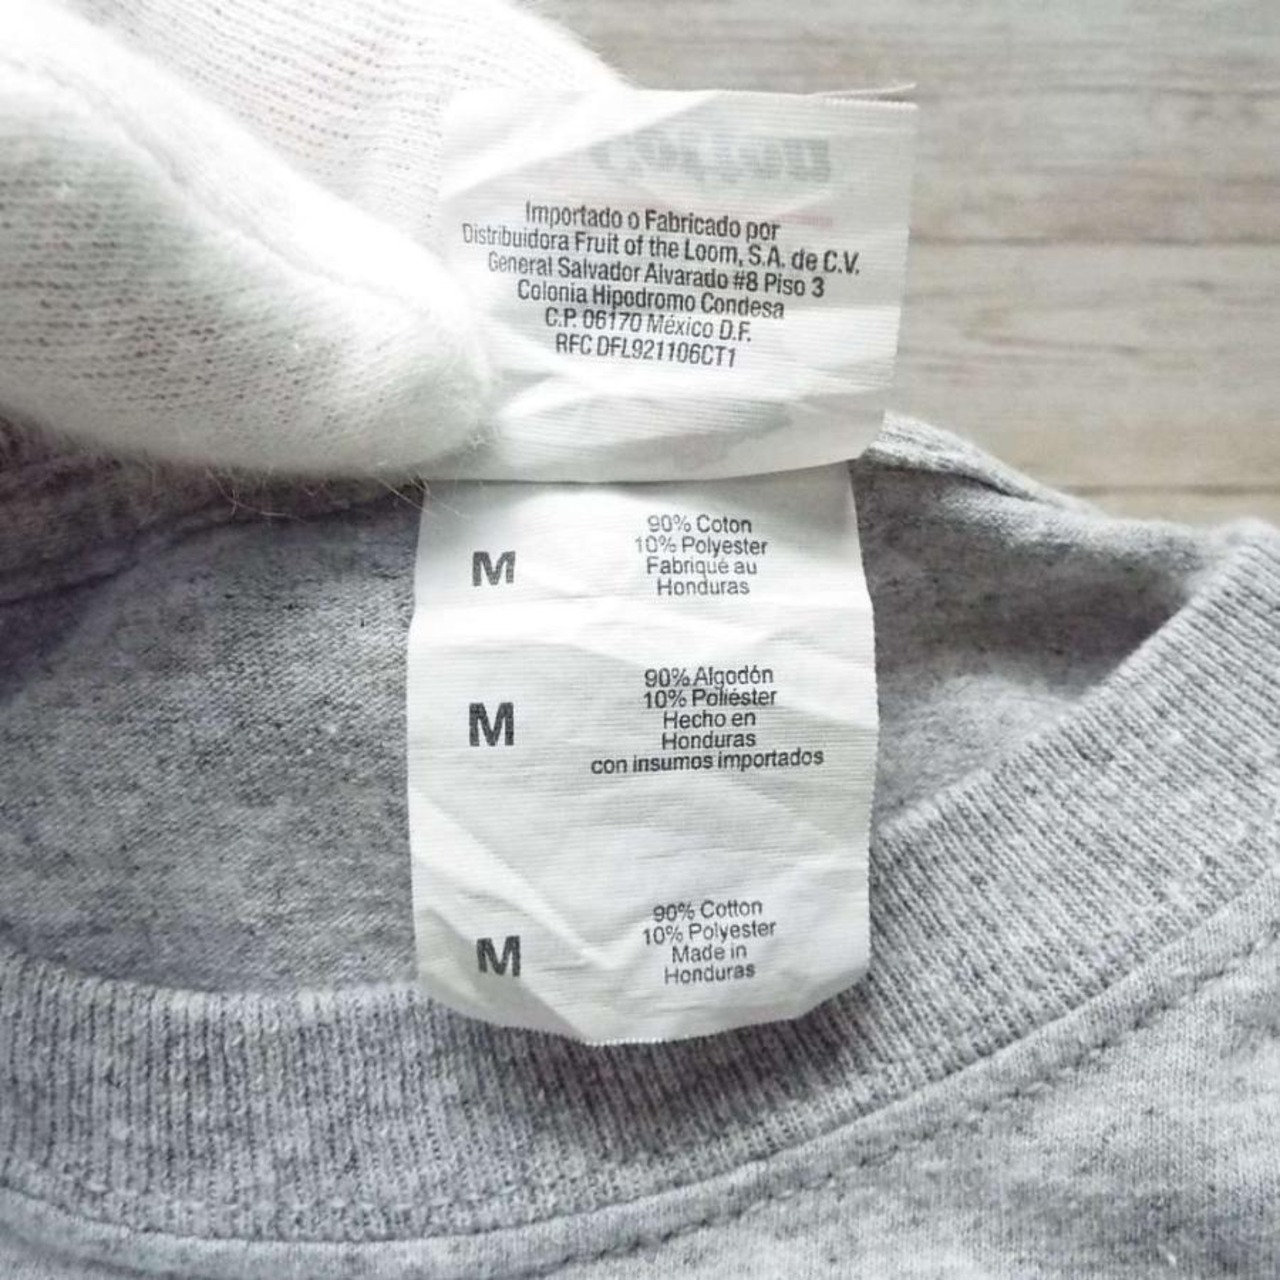 Importado o Fabricado por
Distribuidora Fruit of the Loom, S.A. de C.V.
General Salvador Alvarado #8 Piso 3
Colonia Hipodromo Condesa
C.P. 06170 México D.F.
RFC DFL921106CT1
M
90% Coton
10% Polyester
Fabriqué au
Honduras
M
90% Algodón
10% Poliéster
Hecho en
Honduras
con insumos importados
M
90% Cotton
10% Polyester
Made in
Honduras